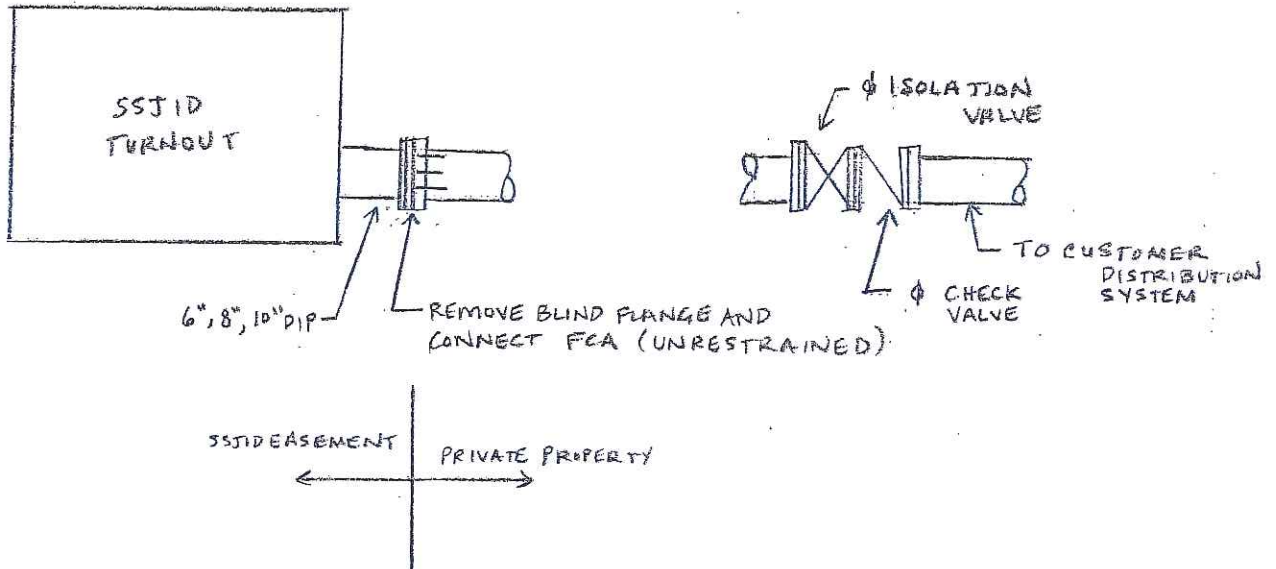 SSJID
TURNOUT
ϕ ISOLATION
VALVE
6", 8", 10" DIP
REMOVE BLIND FLANGE AND
CONNECT FCA (UNRESTRAINED)
ϕ CHECK
VALVE
TO CUSTOMER
DISTRIBUTION
SYSTEM
SSJID EASEMENT
PRIVATE PROPERTY